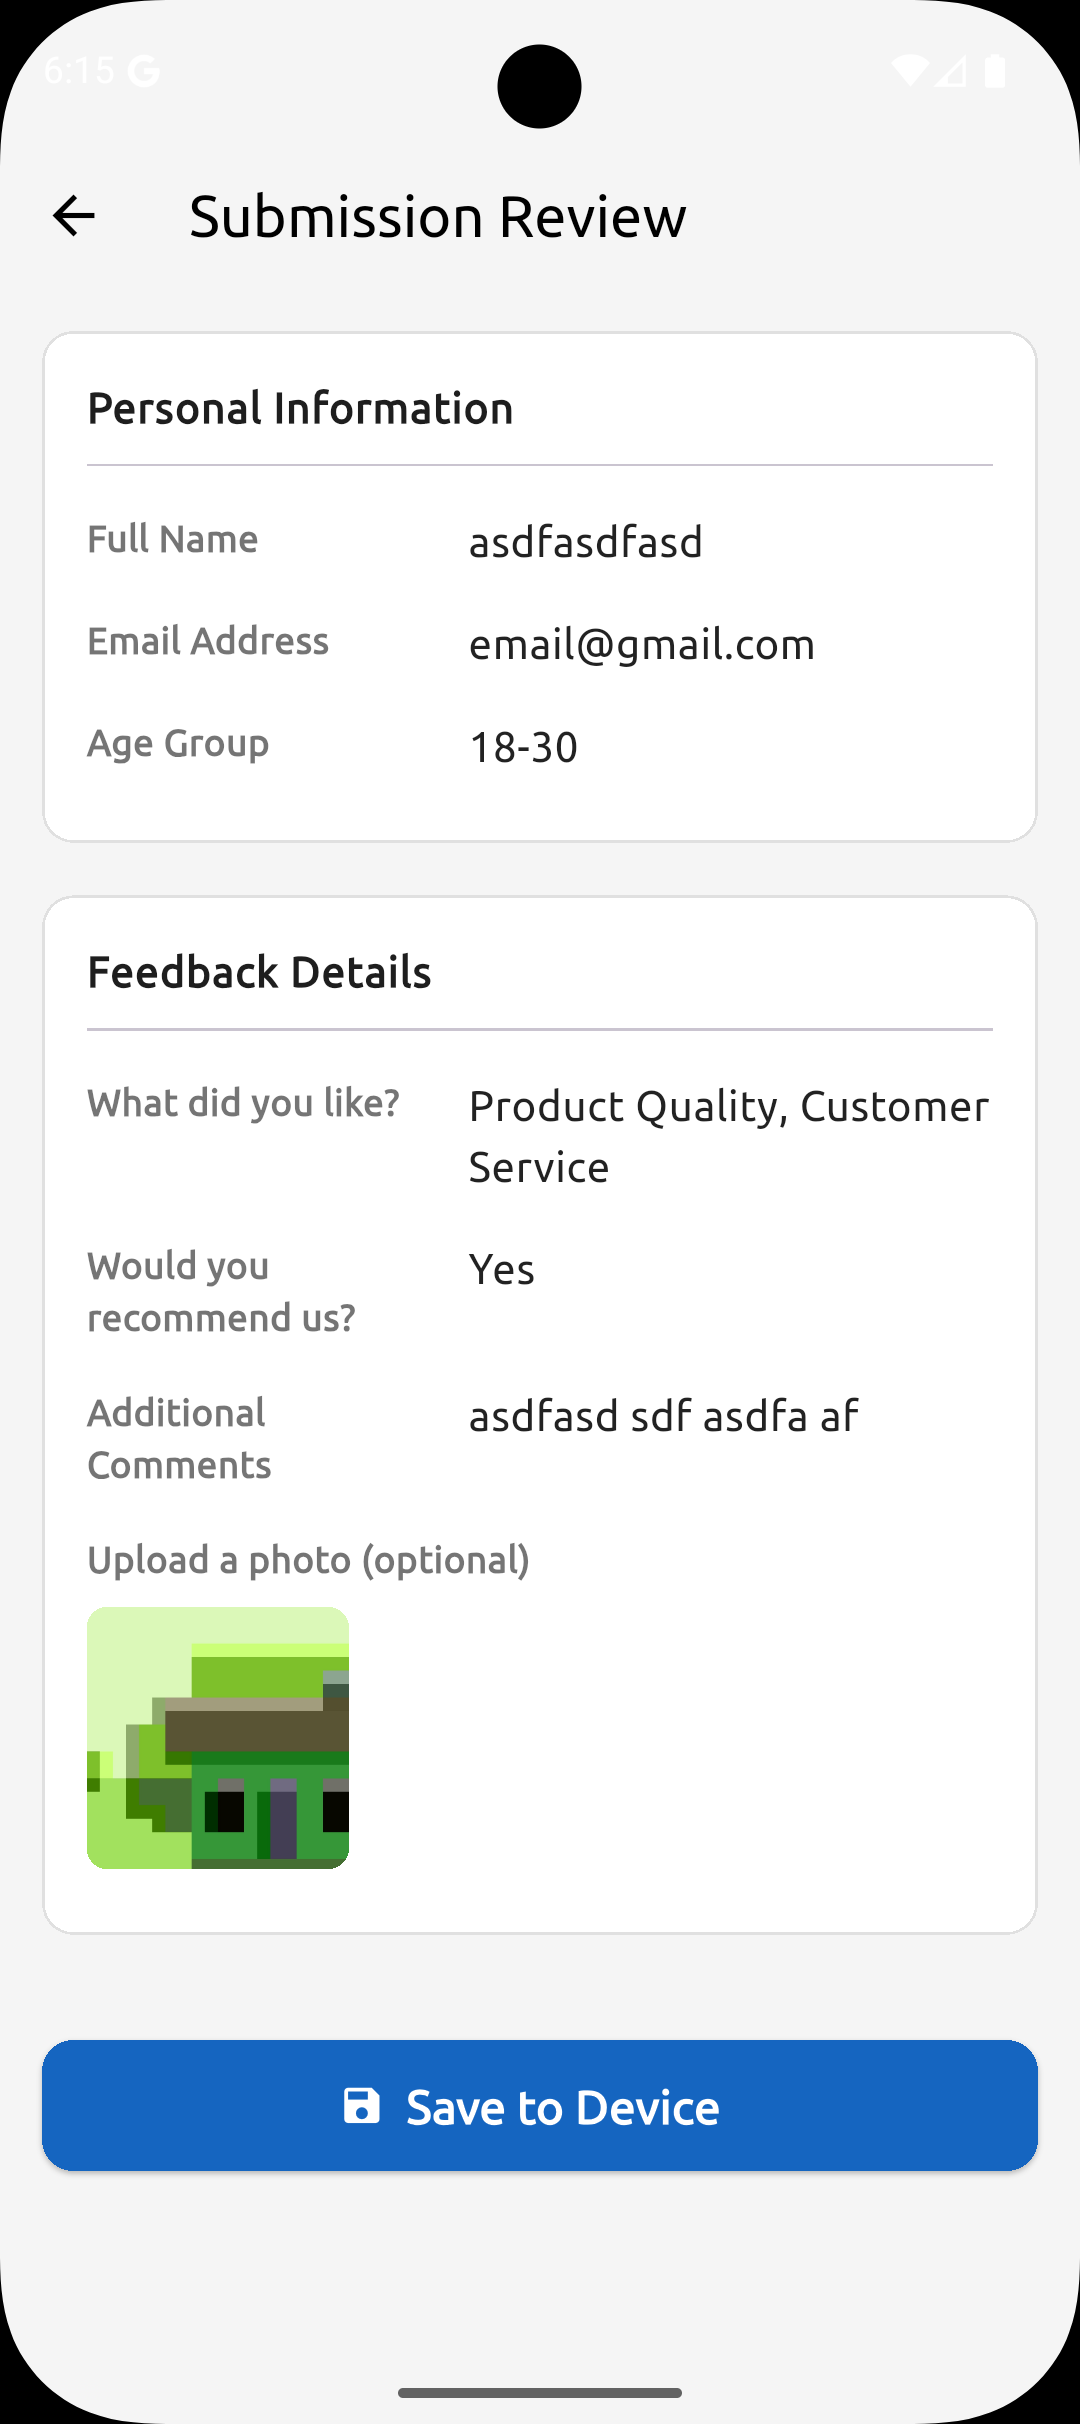 6:15
Submission Review
Personal Information
Full Name asdfasdfasd
Email Address email@gmail.com
Age Group 18-30
Feedback Details
What did you like? Product Quality, Customer
Service
Would you Yes
recommend us?
Additional asdfasd sdf asdfa af
Comments
Upload a photo (optional)
Save to Device